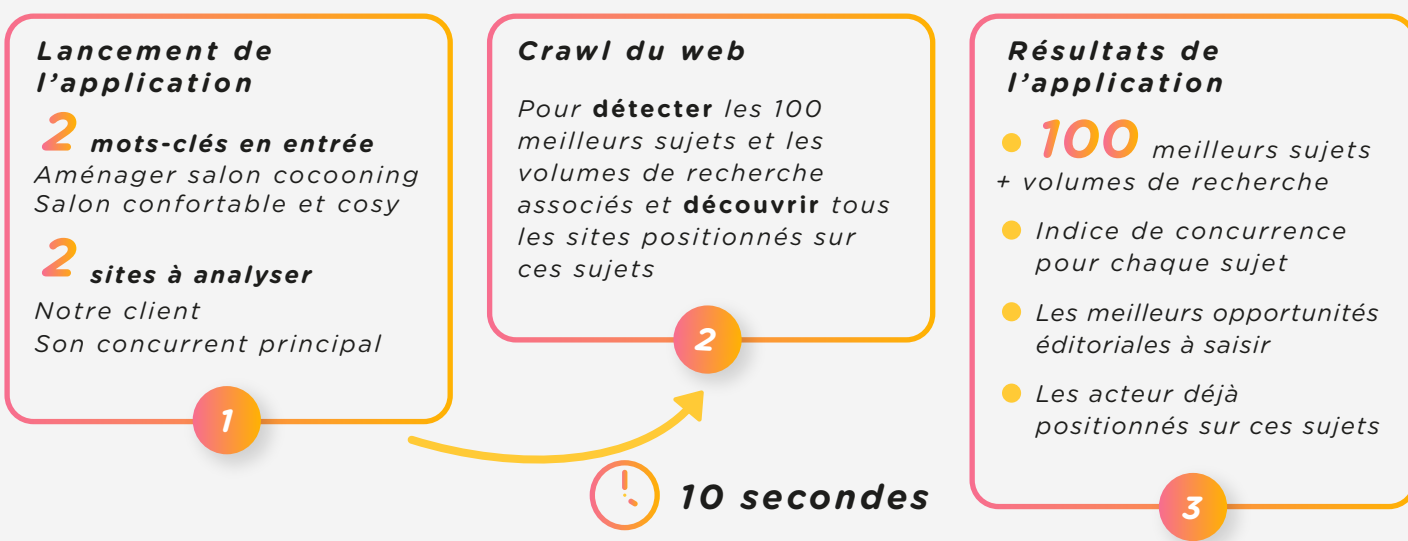 Lancement de
l'application
2 mots-clés en entrée
Aménager salon cocooning
Salon confortable et cosy
2 sites à analyser
Notre client
Son concurrent principal
1
Crawl du web
Pour détecter les 100
meilleurs sujets et les
volumes de recherche
associés et découvrir tous
les sites positionnés sur
ces sujets
2
10 secondes
Résultats de
l'application
100 meilleurs sujets
+ volumes de recherche
Indice de concurrence
pour chaque sujet
Les meilleurs opportunités
éditoriales à saisir
Les acteur déjà
positionnés sur ces sujets
3